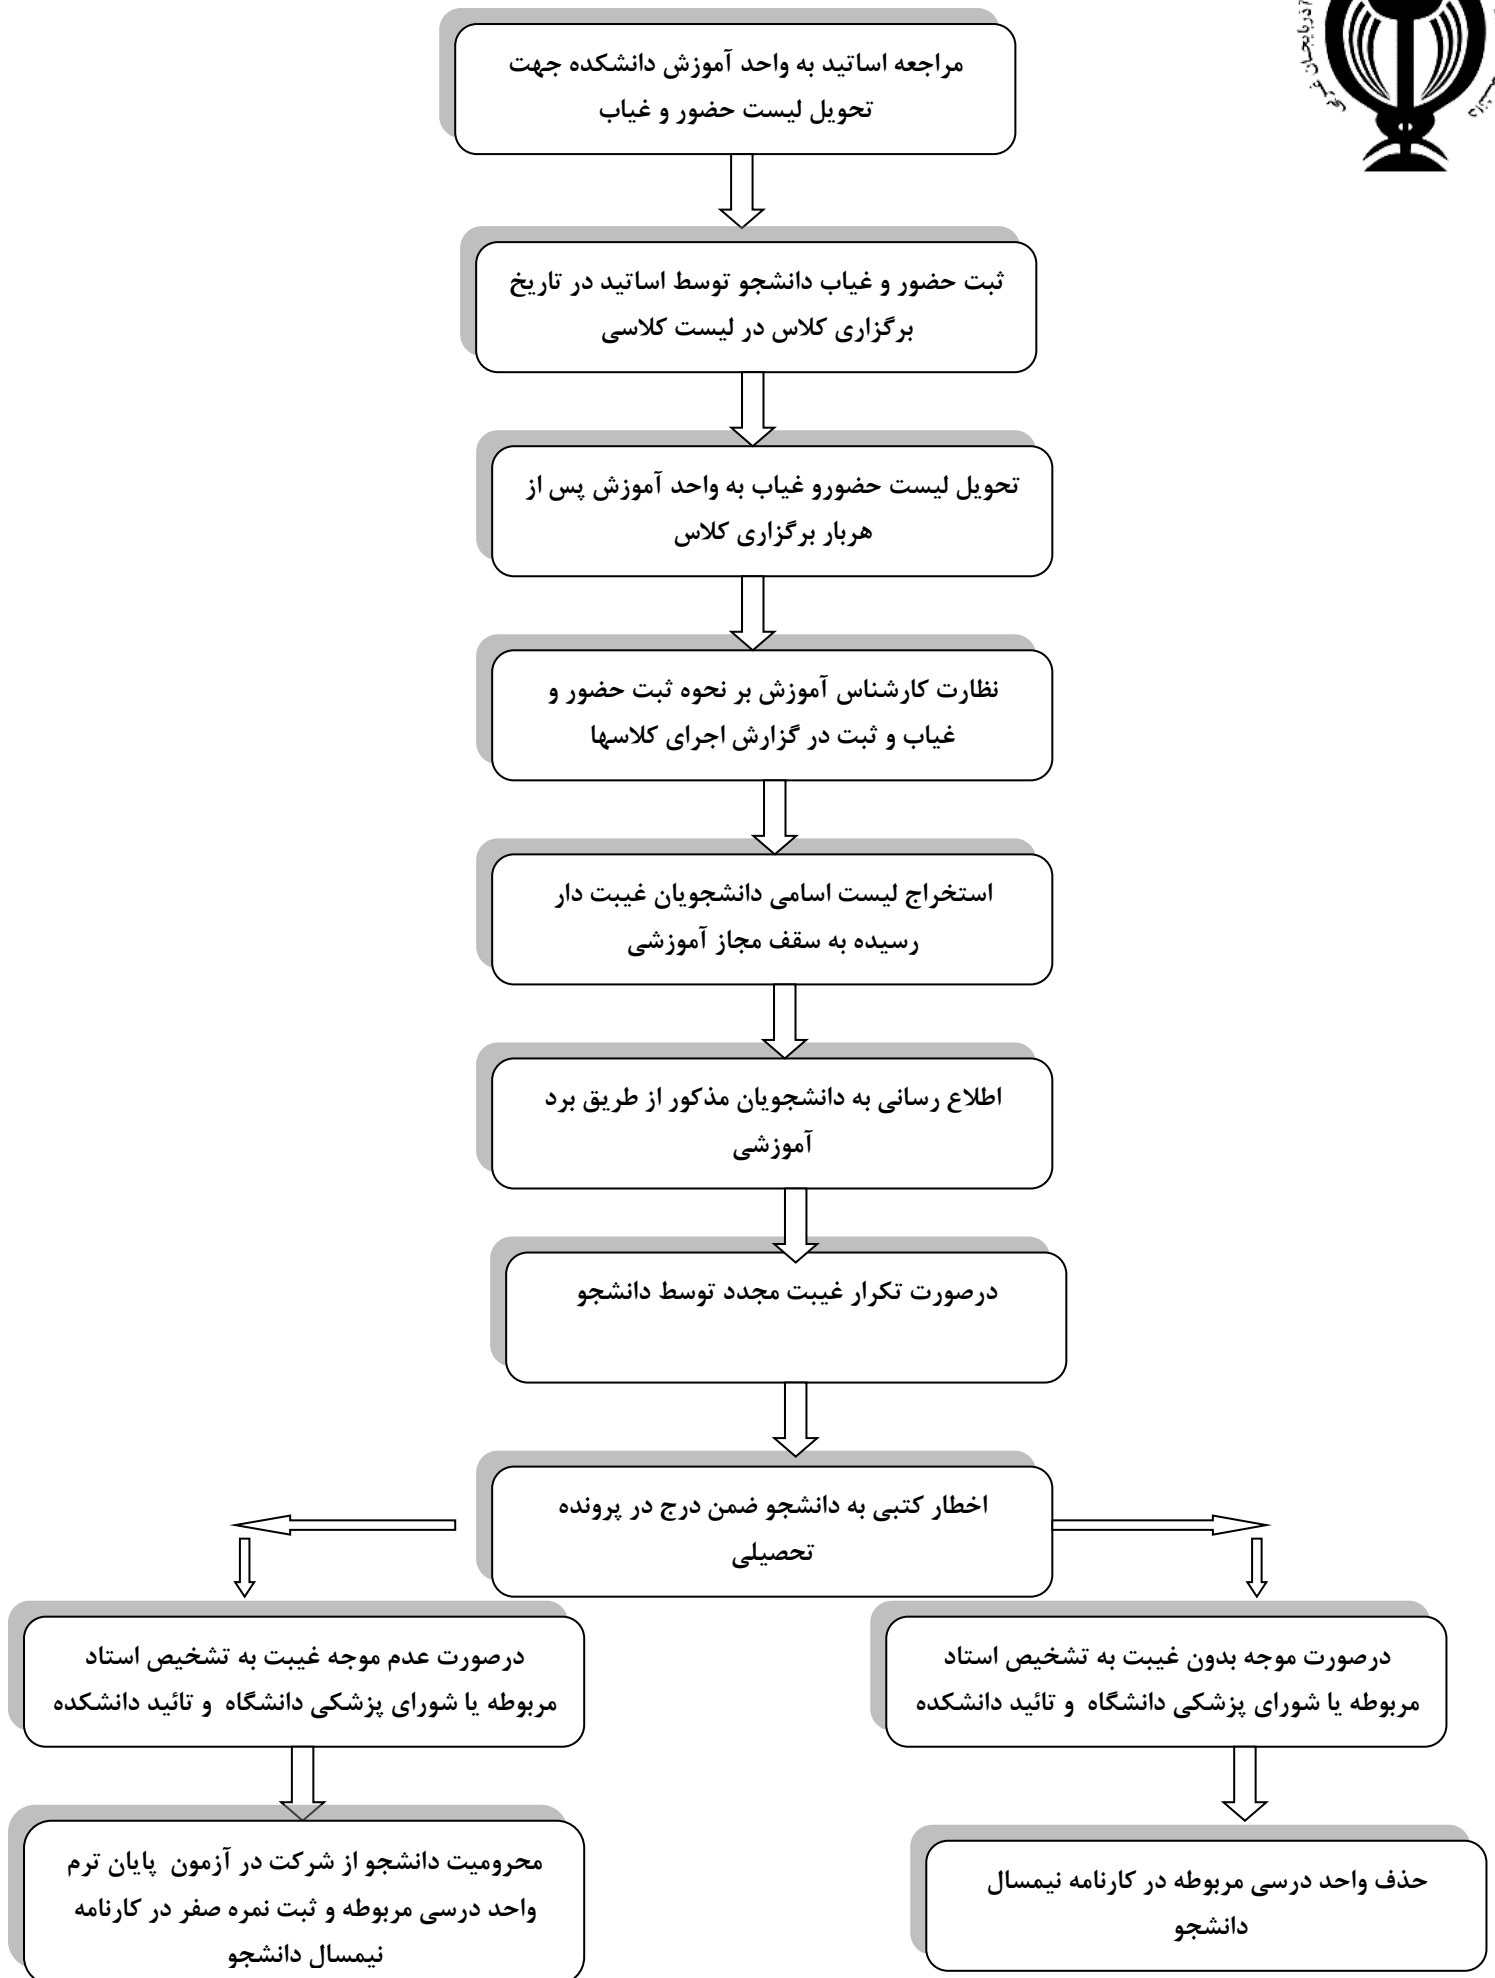 آذربایجان غربی
مراجعه اساتید به واحد آموزش دانشکده جهت
تحویل لیست حضور و غیاب
ثبت حضور و غیاب دانشجو توسط اساتید در تاریخ
برگزاری کلاس در لیست کلاسی
تحویل لیست حضورو غیاب به واحد آموزش پس از
هربار برگزاری کلاس
نظارت کارشناس آموزش بر نحوه ثبت حضور و
غیاب و ثبت در گزارش اجرای کلاسها
استخراج لیست اسامی دانشجویان غیبت دار
رسیده به سقف مجاز آموزشی
اطلاع رسانی به دانشجویان مذکور از طریق برد
آموزشی
درصورت تکرار غیبت مجدد توسط دانشجو
اخطار کتبی به دانشجو ضمن درج در پرونده
تحصیلی
درصورت موجه بدون غیبت به تشخیص استاد
مربوطه یا شورای پزشکی دانشگاه و تائید دانشکده
درصورت عدم موجه غیبت به تشخیص استاد
مربوطه یا شورای پزشکی دانشگاه و تائید دانشکده
حذف واحد درسی مربوطه در کارنامه نیمسال
دانشجو
محرومیت دانشجو از شرکت در آزمون پایان ترم
واحد درسی مربوطه و ثبت نمره صفر در کارنامه
نیمسال دانشجو